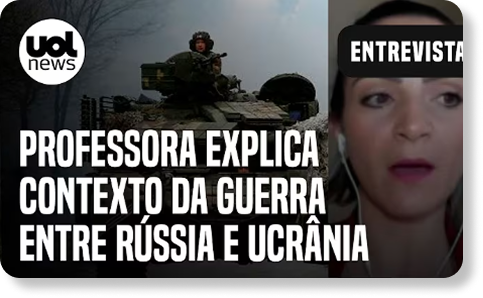 uol
news
ENTREVISTA
PROFESSORA EXPLICA
CONTEXTO DA GUERRA
ENTRE RÚSSIA E UCRÂNIA